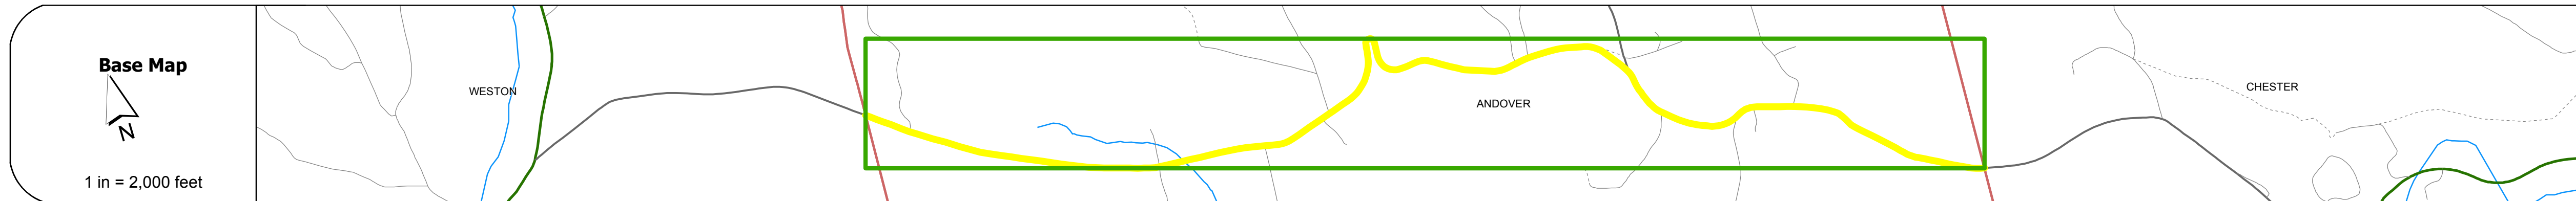 Base Map
N
1 in = 2,000 feet
WESTON
ANDOVER
CHESTER